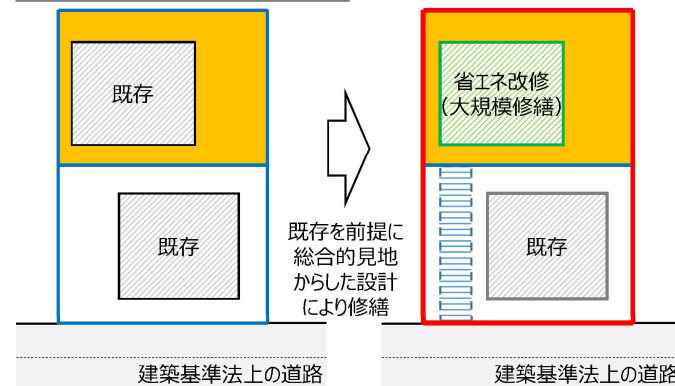 既存
既存
既存を前提に
総合的見地
からした設計
により修繕
省エネ改修
(大規模修繕)
既存
建築基準法上の道路
建築基準法上の道路